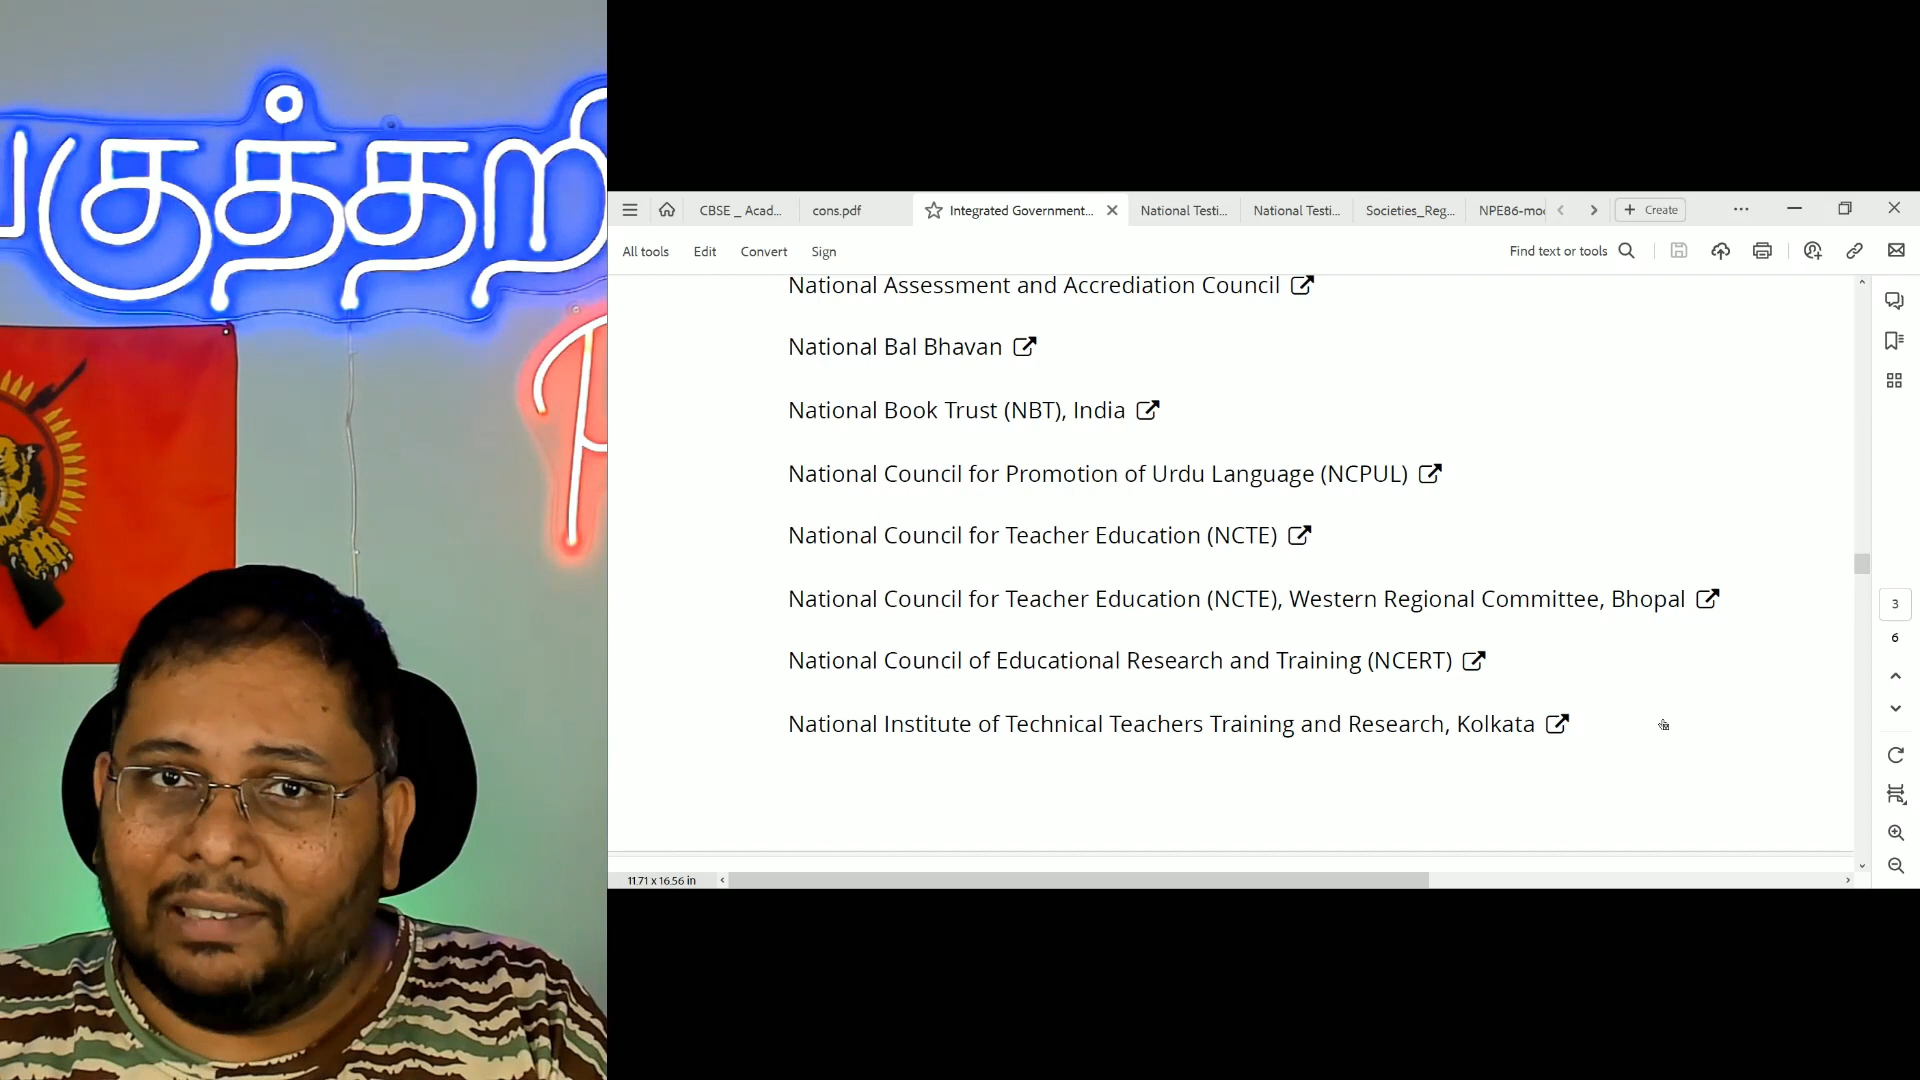 குத்தறி
CBSE _ Acad...
cons.pdf
Integrated Government...
National Testi...
National Testi...
Societies_Reg...
NPE86-mo
Create
All tools
Edit
Convert
Sign
Find text or tools
National Assessment and Accrediation Council
National Bal Bhavan
National Book Trust (NBT), India
National Council for Promotion of Urdu Language (NCPUL)
National Council for Teacher Education (NCTE)
National Council for Teacher Education (NCTE), Western Regional Committee, Bhopal
National Council of Educational Research and Training (NCERT)
National Institute of Technical Teachers Training and Research, Kolkata
3
6
11.71 x 16.56 in